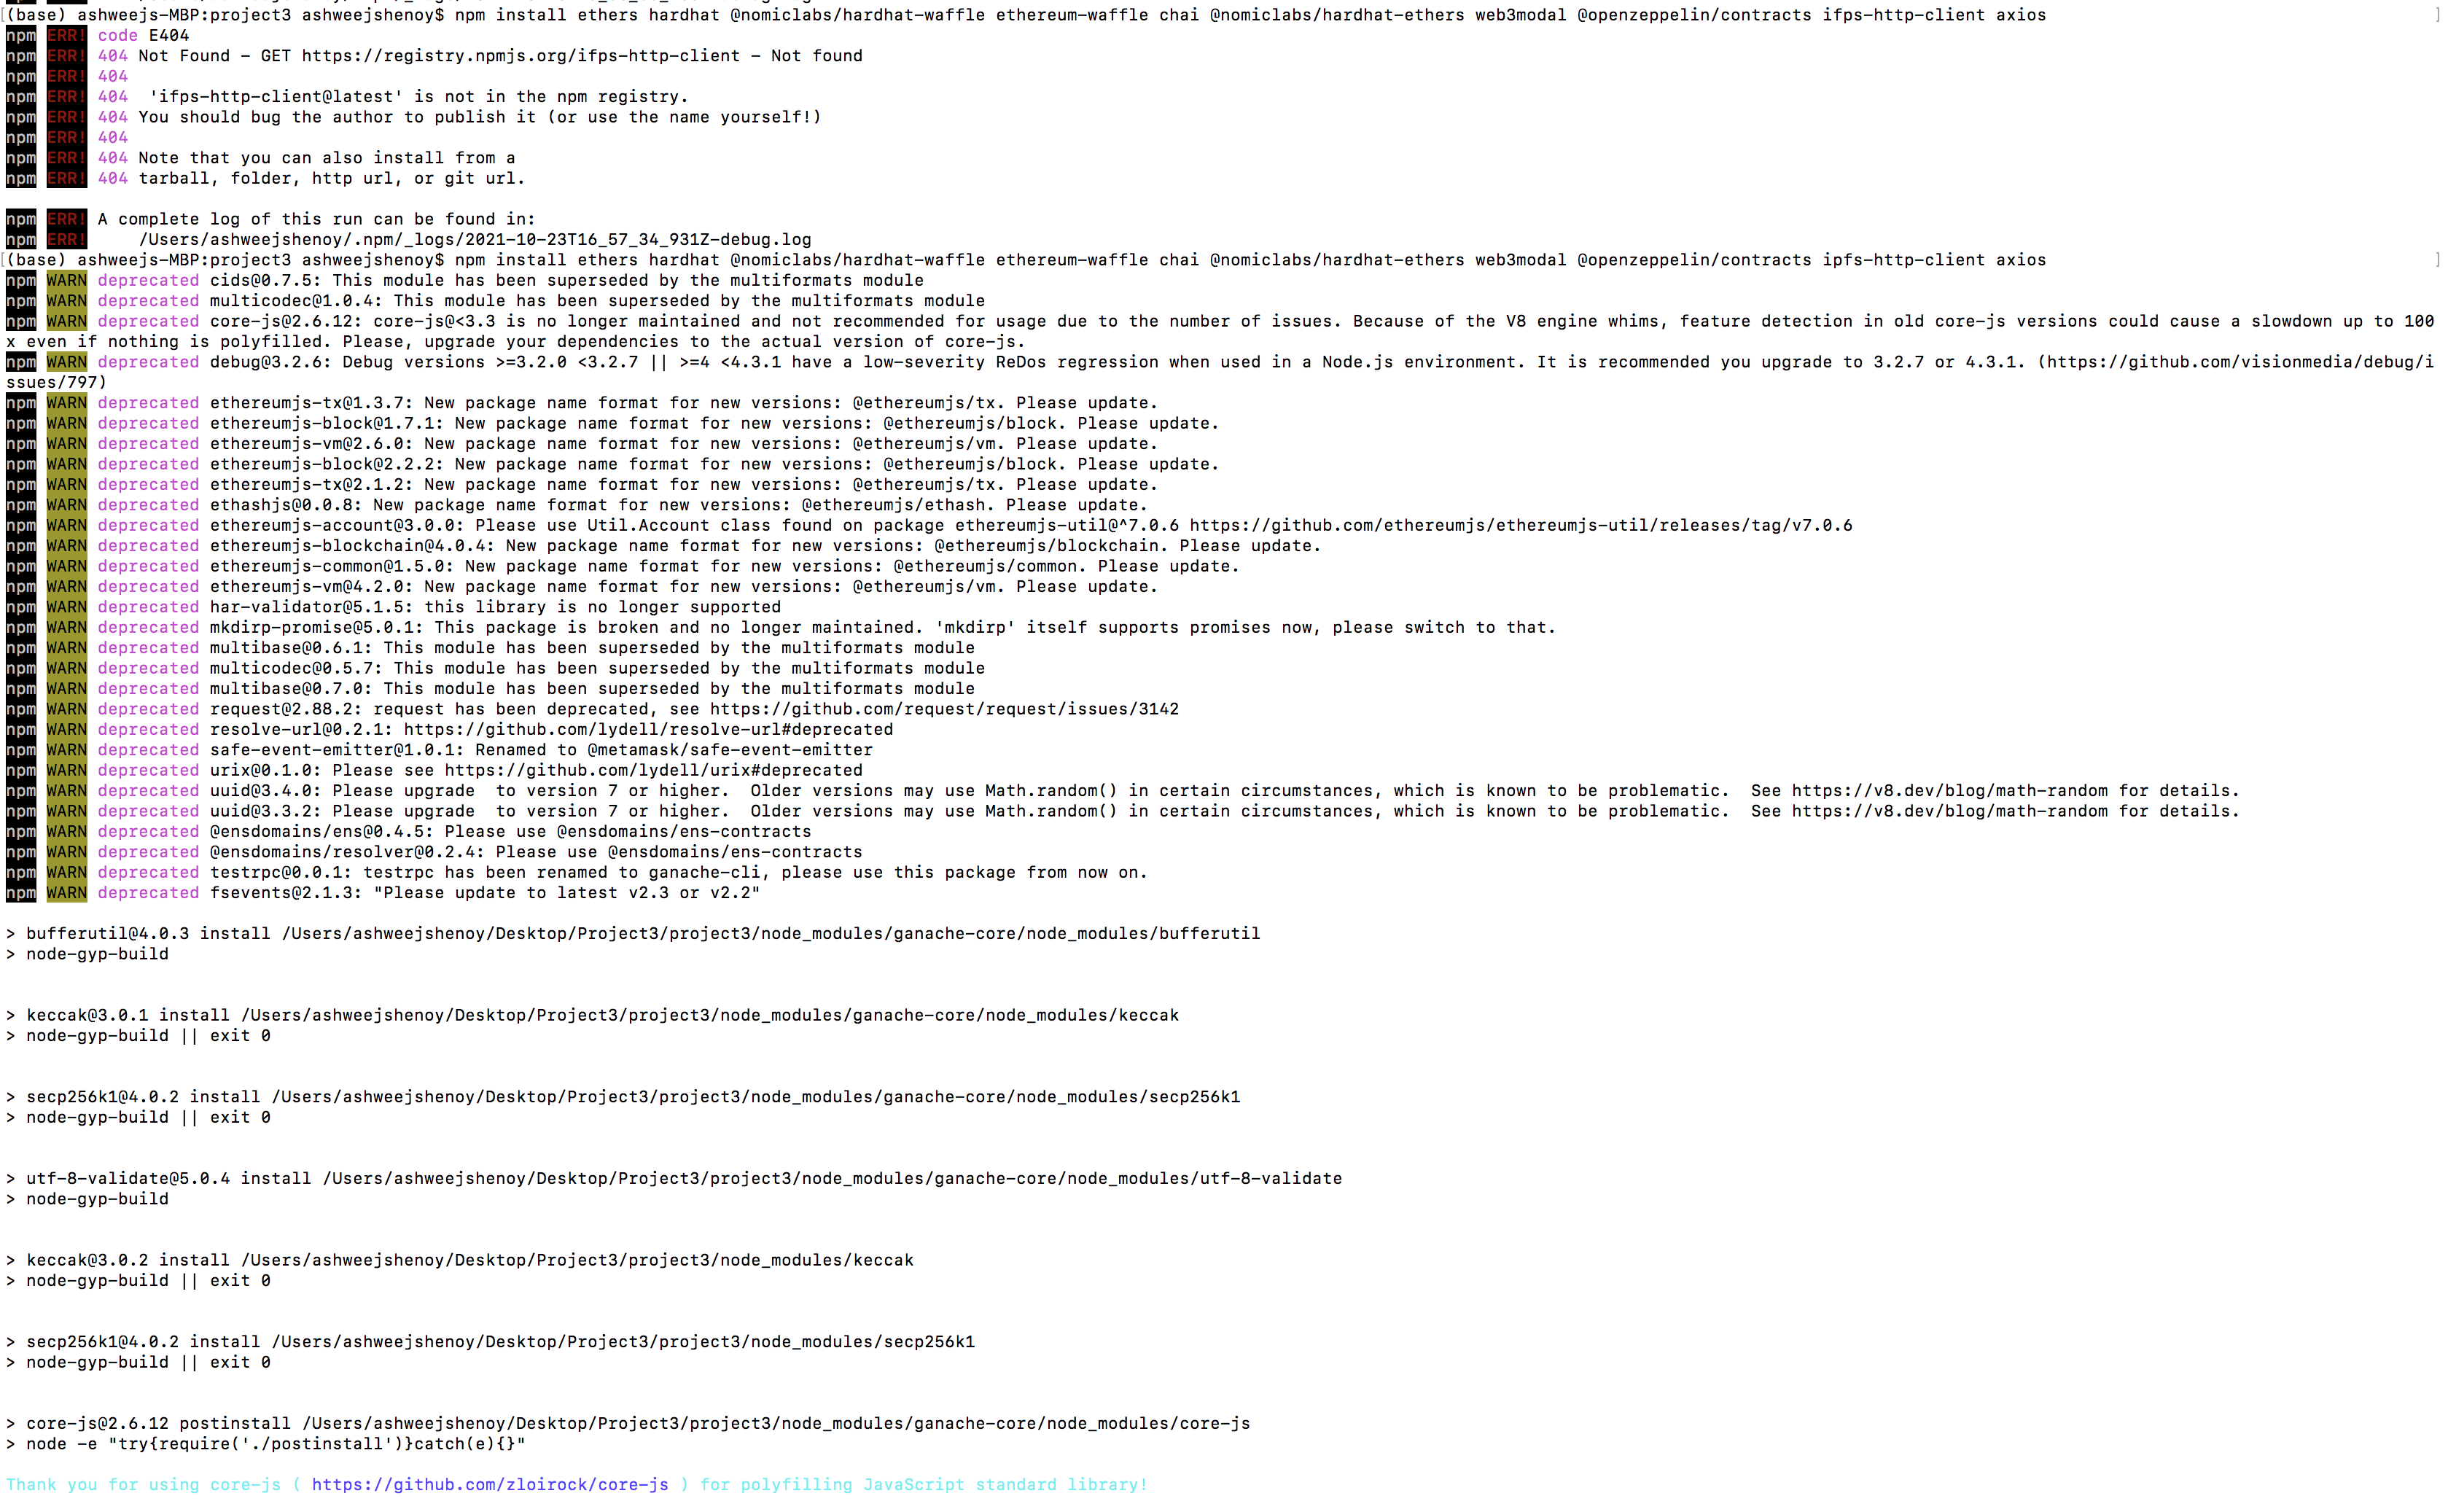 (base) ashweejs-MBP:project3 ashweejshenoy$ npm install ethers hardhat @nomiclabs/hardhat-waffle ethereum-waffle chai @nomiclabs/hardhat-ethers web3modal @openzeppelin/contracts ifps-http-client axios
npm ERR! code E404
npm ERR! 404 Not Found - GET https://registry.npmjs.org/ifps-http-client - Not found
npm ERR! 404
npm ERR! 404  'ifps-http-client@latest' is not in the npm registry.
npm ERR! 404 You should bug the author to publish it (or use the name yourself!)
npm ERR! 404
npm ERR! 404 Note that you can also install from a
npm ERR! 404 tarball, folder, http url, or git url.
npm ERR! A complete log of this run can be found in:
npm ERR!     /Users/ashweejshenoy/.npm/_logs/2021-10-23T16_57_34_931Z-debug.log
(base) ashweejs-MBP:project3 ashweejshenoy$ npm install ethers hardhat @nomiclabs/hardhat-waffle ethereum-waffle chai @nomiclabs/hardhat-ethers web3modal @openzeppelin/contracts ipfs-http-client axios
npm WARN deprecated cids@0.7.5: This module has been superseded by the multiformats module
npm WARN deprecated multicodec@1.0.4: This module has been superseded by the multiformats module
npm WARN deprecated core-js@2.6.12: core-js@<3.3 is no longer maintained and not recommended for usage due to the number of issues. Because of the V8 engine whims, feature detection in old core-js versions could cause a slowdown up to 100
x even if nothing is polyfilled. Please, upgrade your dependencies to the actual version of core-js.
npm WARN deprecated debug@3.2.6: Debug versions >=3.2.0 <3.2.7 || >=4 <4.3.1 have a low-severity ReDos regression when used in a Node.js environment. It is recommended you upgrade to 3.2.7 or 4.3.1. (https://github.com/visionmedia/debug/i
ssues/797)
npm WARN deprecated ethereumjs-tx@1.3.7: New package name format for new versions: @ethereumjs/tx. Please update.
npm WARN deprecated ethereumjs-block@1.7.1: New package name format for new versions: @ethereumjs/block. Please update.
npm WARN deprecated ethereumjs-vm@2.6.0: New package name format for new versions: @ethereumjs/vm. Please update.
npm WARN deprecated ethereumjs-block@2.2.2: New package name format for new versions: @ethereumjs/block. Please update.
npm WARN deprecated ethereumjs-tx@2.1.2: New package name format for new versions: @ethereumjs/tx. Please update.
npm WARN deprecated ethashjs@0.0.8: New package name format for new versions: @ethereumjs/ethash. Please update.
npm WARN deprecated ethereumjs-account@3.0.0: Please use Util.Account class found on package ethereumjs-util@^7.0.6 https://github.com/ethereumjs/ethereumjs-util/releases/tag/v7.0.6
npm WARN deprecated ethereumjs-blockchain@4.0.4: New package name format for new versions: @ethereumjs/blockchain. Please update.
npm WARN deprecated ethereumjs-common@1.5.0: New package name format for new versions: @ethereumjs/common. Please update.
npm WARN deprecated ethereumjs-vm@4.2.0: New package name format for new versions: @ethereumjs/vm. Please update.
npm WARN deprecated har-validator@5.1.5: this library is no longer supported
npm WARN deprecated mkdirp-promise@5.0.1: This package is broken and no longer maintained. 'mkdirp' itself supports promises now, please switch to that.
npm WARN deprecated multibase@0.6.1: This module has been superseded by the multiformats module
npm WARN deprecated multicodec@0.5.7: This module has been superseded by the multiformats module
npm WARN deprecated multibase@0.7.0: This module has been superseded by the multiformats module
npm WARN deprecated request@2.88.2: request has been deprecated, see https://github.com/request/request/issues/3142
npm WARN deprecated resolve-url@0.2.1: https://github.com/lydell/resolve-url#deprecated
npm WARN deprecated safe-event-emitter@1.0.1: Renamed to @metamask/safe-event-emitter
npm WARN deprecated urix@0.1.0: Please see https://github.com/lydell/urix#deprecated
npm WARN deprecated uuid@3.4.0: Please upgrade  to version 7 or higher.  Older versions may use Math.random() in certain circumstances, which is known to be problematic.  See https://v8.dev/blog/math-random for details.
npm WARN deprecated uuid@3.3.2: Please upgrade  to version 7 or higher.  Older versions may use Math.random() in certain circumstances, which is known to be problematic.  See https://v8.dev/blog/math-random for details.
npm WARN deprecated @ensdomains/ens@0.4.5: Please use @ensdomains/ens-contracts
npm WARN deprecated @ensdomains/resolver@0.2.4: Please use @ensdomains/ens-contracts
npm WARN deprecated testrpc@0.0.1: testrpc has been renamed to ganache-cli, please use this package from now on.
npm WARN deprecated fsevents@2.1.3: "Please update to latest v2.3 or v2.2"
> bufferutil@4.0.3 install /Users/ashweejshenoy/Desktop/Project3/project3/node_modules/ganache-core/node_modules/bufferutil
> node-gyp-build
> keccak@3.0.1 install /Users/ashweejshenoy/Desktop/Project3/project3/node_modules/ganache-core/node_modules/keccak
> node-gyp-build || exit 0
> secp256k1@4.0.2 install /Users/ashweejshenoy/Desktop/Project3/project3/node_modules/ganache-core/node_modules/secp256k1
> node-gyp-build || exit 0
> utf-8-validate@5.0.4 install /Users/ashweejshenoy/Desktop/Project3/project3/node_modules/ganache-core/node_modules/utf-8-validate
> node-gyp-build
> keccak@3.0.2 install /Users/ashweejshenoy/Desktop/Project3/project3/node_modules/keccak
> node-gyp-build || exit 0
> secp256k1@4.0.2 install /Users/ashweejshenoy/Desktop/Project3/project3/node_modules/secp256k1
> node-gyp-build || exit 0
> core-js@2.6.12 postinstall /Users/ashweejshenoy/Desktop/Project3/project3/node_modules/ganache-core/node_modules/core-js
> node -e "try{require('./postinstall')}catch(e){}"
Thank you for using core-js ( https://github.com/zloirock/core-js ) for polyfilling JavaScript standard library!